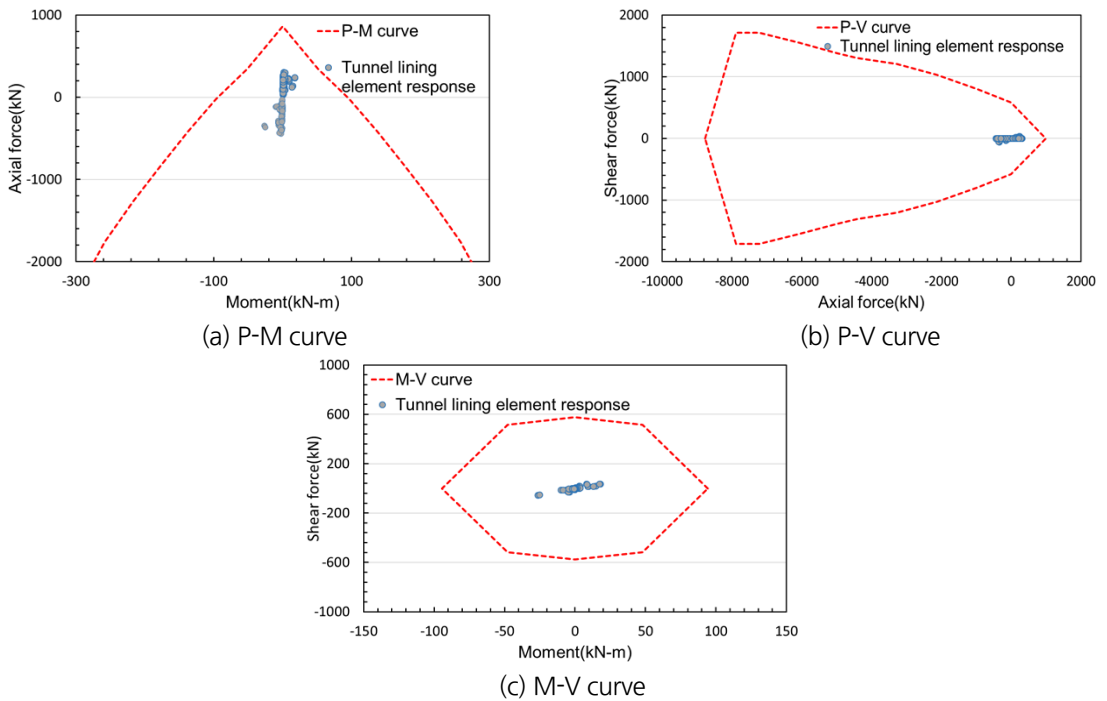 1000
0
-1000
-2000
-300
-100
100
300
Axial force(kN)
Moment(kN-m)
P-M curve
Tunnel lining
element response
(a) P-M curve
2000
1000
0
-1000
-2000
-10000
-8000
-6000
-4000
-2000
0
2000
Shear force(kN)
Axial force(kN)
P-V curve
Tunnel lining element response
(b) P-V curve
1000
600
200
-200
-600
-1000
-150
-100
-50
0
50
100
150
Shear force(kN)
Moment(kN-m)
M-V curve
Tunnel lining element response
(c) M-V curve